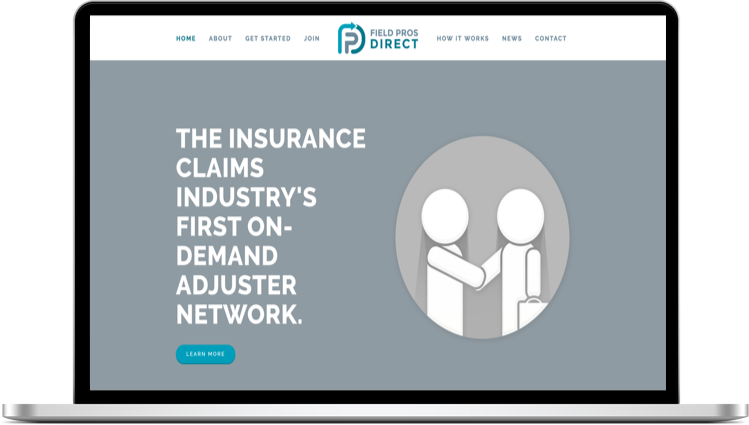 HOME ABOUT GET STARTED JOIN FIELD PROS DIRECT HOW IT WORKS NEWS CONTACT
THE INSURANCE
CLAIMS
INDUSTRY'S
FIRST ON-
DEMAND
ADJUSTER
NETWORK.
LEARN MORE